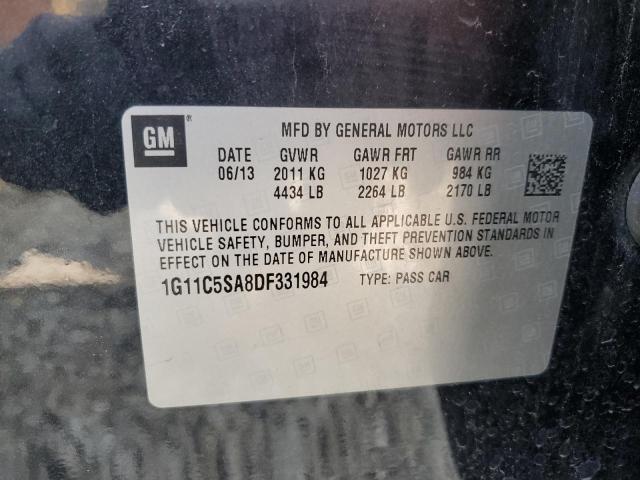 GM ®
MFD BY GENERAL MOTORS LLC
DATE GVWR GAWR FRT GAWR RR
06/13 2011 KG 1027 KG 984 KG
4434 LB 2264 LB 2170 LB
THIS VEHICLE CONFORMS TO ALL APPLICABLE U.S. FEDERAL MOTOR
VEHICLE SAFETY, BUMPER, AND THEFT PREVENTION STANDARDS IN
EFFECT ON THE DATE OF MANUFACTURE SHOWN ABOVE.
1G11C5SA8DF331984 TYPE: PASS CAR